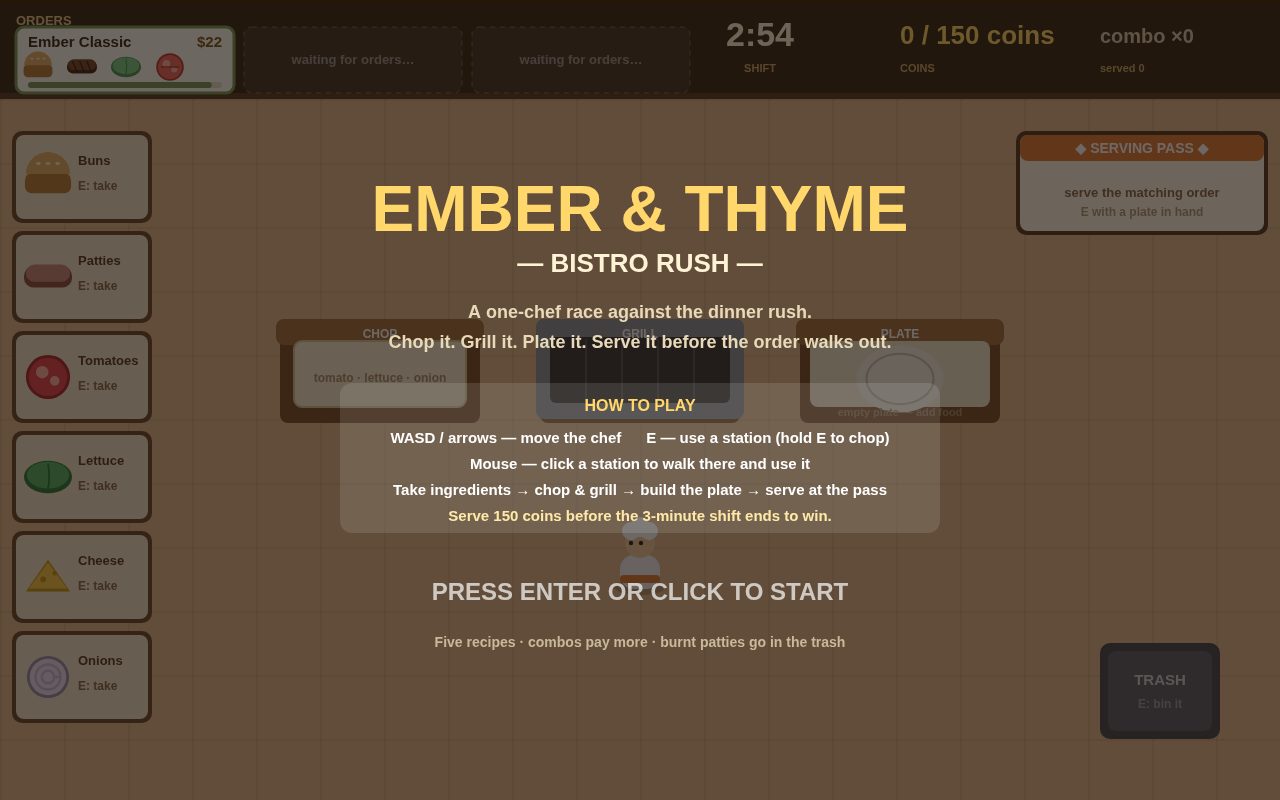 ORDERS
Ember Classic $22
waiting for orders…
waiting for orders…
2:54
SHIFT
0 / 150 coins
COINS
combo ×0
served 0
Buns
E: take
Patties
E: take
Tomatoes
E: take
Lettuce
E: take
Cheese
E: take
Onions
E: take
◆ SERVING PASS ◆
serve the matching order
E with a plate in hand
EMBER & THYME
— BISTRO RUSH —
A one-chef race against the dinner rush.
Chop it. Grill it. Plate it. Serve it before the order walks out.
CHOP
GRILL
PLATE
tomato · lettuce · onion
empty plate — add food
HOW TO PLAY
WASD / arrows — move the chef E — use a station (hold E to chop)
Mouse — click a station to walk there and use it
Take ingredients → chop & grill → build the plate → serve at the pass
Serve 150 coins before the 3-minute shift ends to win.
PRESS ENTER OR CLICK TO START
Five recipes · combos pay more · burnt patties go in the trash
TRASH
E: bin it